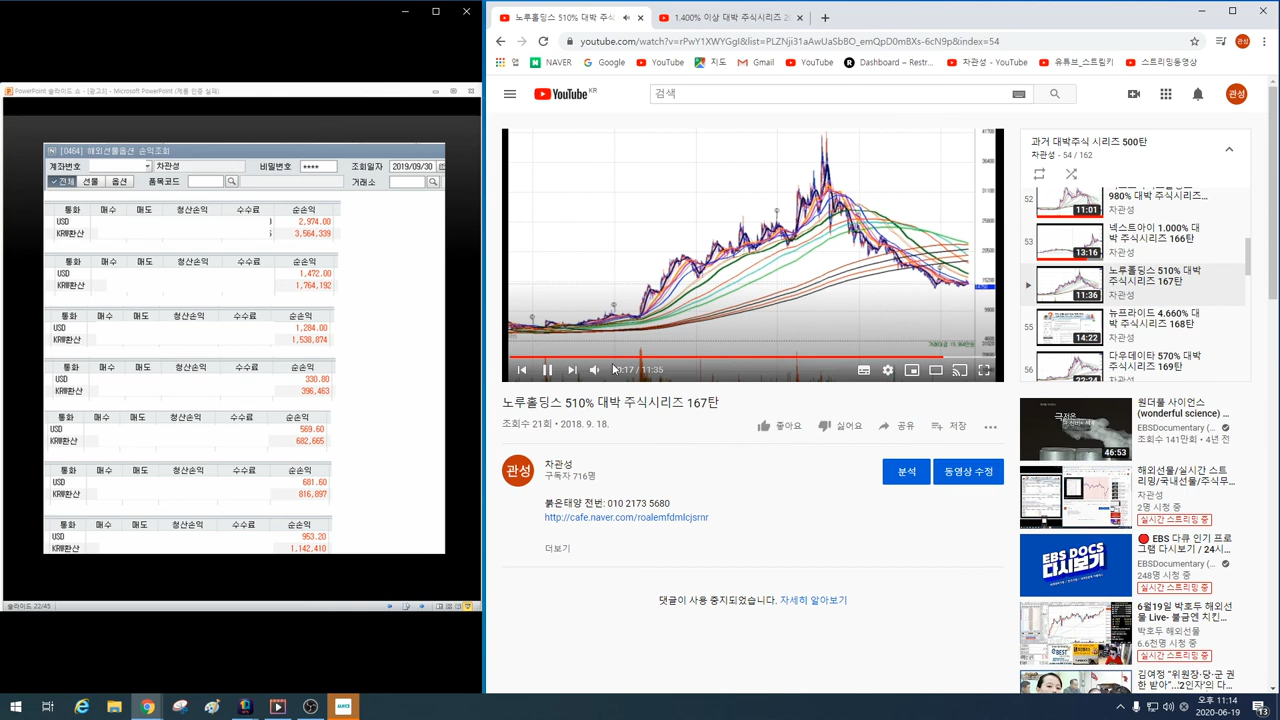 PowerPoint 슬라이드 쇼 - [광고1] - Microsoft PowerPoint (제품 인증 실패)
[0464] 해외선물옵션 손익조회
계좌번호 차관성 비밀번호 **** 조회일자 2019/09/30
전체 선물 옵션 품목코드 거래소
통화 매수 매도 청산손익 수수료 순손익
USD 2,974.00
KRW환산 3,564,339
통화 매수 매도 청산손익 수수료 순손익
USD 1,472.00
KRW환산 1,764,192
통화 매수 매도 청산손익 수수료 순손익
USD 1,284.00
KRW환산 1,538,874
통화 매수 매도 청산손익 수수료 순손익
USD 330.80
KRW환산 396,463
통화 매수 매도 청산손익 수수료 순손익
USD 569.60
KRW환산 682,665
통화 매수 매도 청산손익 수수료 순손익
USD 681.60
KRW환산 816,897
통화 매수 매도 청산손익 수수료 순손익
USD 953.20
KRW환산 1,142,410
슬라이드 22/45
노루홀딩스 510% 대박 주식
1.400% 이상 대박 주식시리즈 2
youtube.com/watch?v=rPwY1XWYGgI&list=PLZNji31aAwUaSbBO_emQpD0mBXs-6cN9p&index=54
관성
앱 NAVER Google YouTube 지도 Gmail YouTube Dashboard – Restr... 차관성 - YouTube 유튜브_스트림키 스트리밍동영상
YouTube KR
검색
관성
:17 / 11:35
노루홀딩스 510% 대박 주식시리즈 167탄
조회수 21회 • 2018. 9. 18.
좋아요 싫어요 공유 저장
관성
차관성
구독자 716명
분석
동영상 수정
붉은태양 전번: 010 2173 5680
http://cafe.naver.com/roalemfdmlcjsrnr
더보기
댓글이 사용 중지되었습니다. 자세히 알아보기
과거 대박주식 시리즈 500탄
차관성 - 54 / 162
52
11:01
980% 대박 주식시리즈...
차관성
53
13:16
넥스트아이 1.000% 대
박 주식시리즈 166탄
차관성
11:36
노루홀딩스 510% 대박
주식시리즈 167탄
차관성
55
14:22
뉴프라이드 4.660% 대
박 주식시리즈 168탄
차관성
56
다우데이타 570% 대박
주식시리즈 169탄
46:53
원더풀 사이언스
(wonderful science) ...
EBSDocumentary (...
조회수 141만회 • 4년 전
해외선물/실시간 스트
리밍/국내선물/주식무...
차관성
2명 시청 중
실시간 스트리밍 중
EBS DOCS
다시보기
EBS 다큐 인기 프로
그램 다시보기 / 24시...
EBSDocumentary (...
248명 시청 중
실시간 스트리밍 중
6월19일 박호두 해외선
물 Live- 불금엔 치킨...
박호두 해외선물
6.6천명 시청 중
실시간 스트리밍 중
김여정 "위원장·당·군 권
오후 11:14
2020-06-19
13